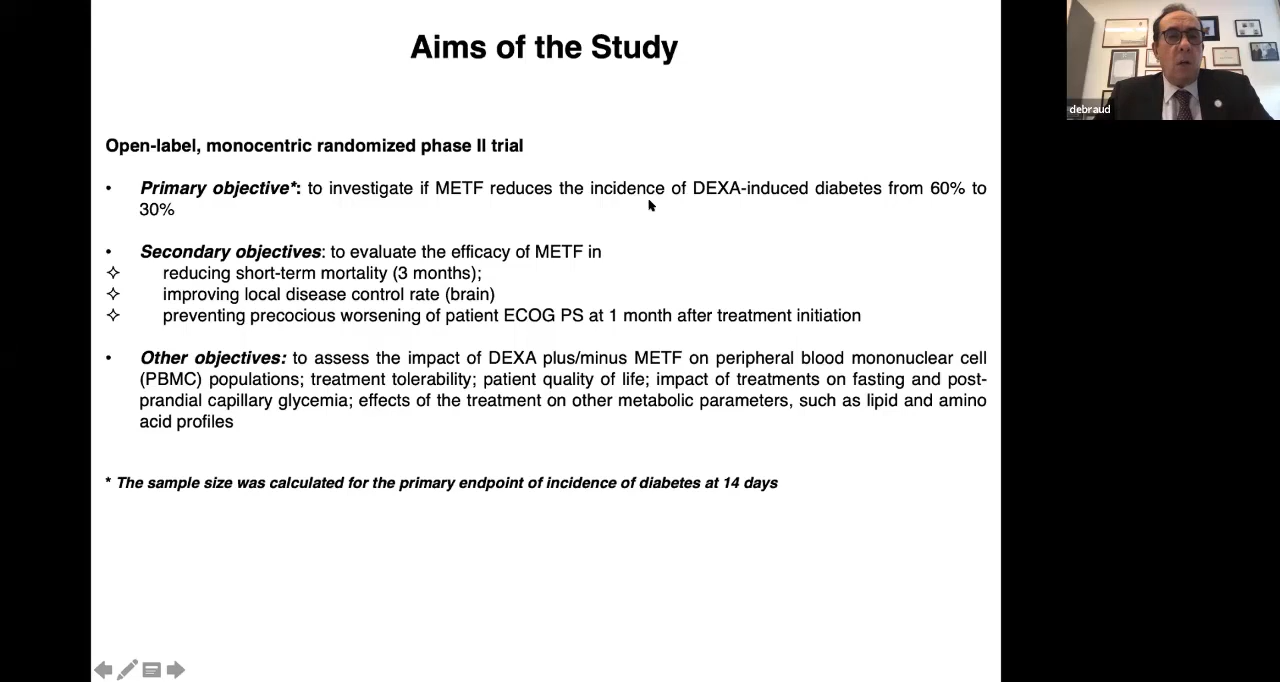 Aims of the Study
debraud
Open-label, monocentric randomized phase II trial
• Primary objective*: to investigate if METF reduces the incidence of DEXA-induced diabetes from 60% to
30%
• Secondary objectives: to evaluate the efficacy of METF in
✧ reducing short-term mortality (3 months);
✧ improving local disease control rate (brain)
✧ preventing precocious worsening of patient ECOG PS at 1 month after treatment initiation
• Other objectives: to assess the impact of DEXA plus/minus METF on peripheral blood mononuclear cell
(PBMC) populations; treatment tolerability; patient quality of life; impact of treatments on fasting and post-
prandial capillary glycemia; effects of the treatment on other metabolic parameters, such as lipid and amino
acid profiles
* The sample size was calculated for the primary endpoint of incidence of diabetes at 14 days